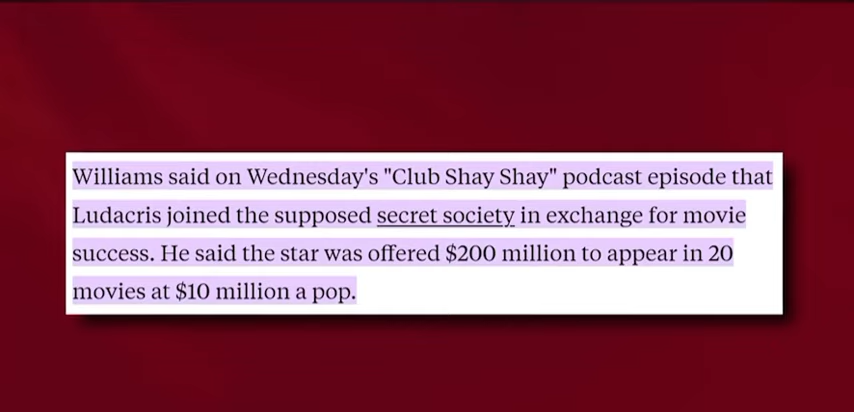 Williams said on Wednesday's "Club Shay Shay" podcast episode that
Ludacris joined the supposed secret society in exchange for movie
success. He said the star was offered $200 million to appear in 20
movies at $10 million a pop.